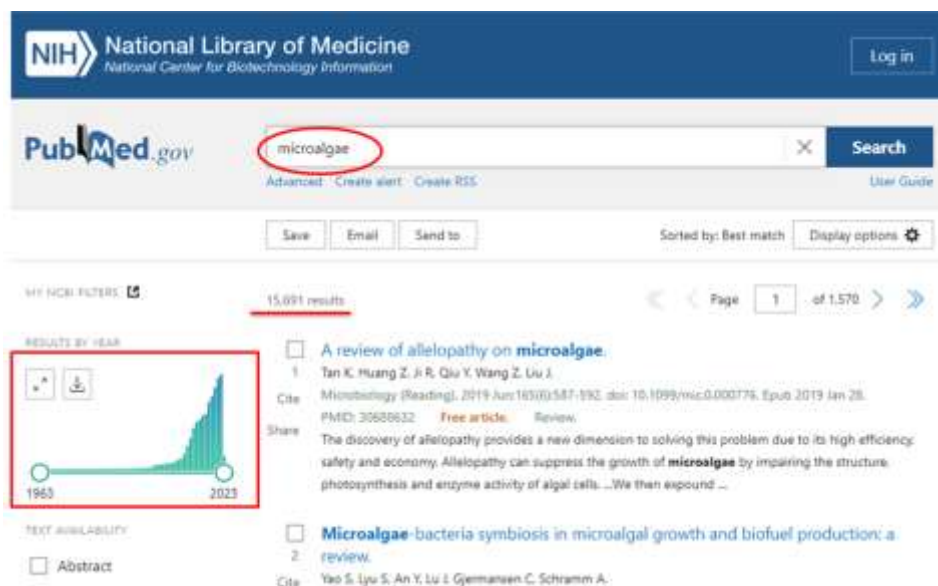 NIH National Library of Medicine
National Center for Biotechnology Information
Log in
PubMed.gov
microalgae
Search
Advanced Create alert Create RSS
User Guide
Save Email Send to
Sorted by: Best match Display options
MY NCBI FILTERS
15,691 results
Page 1 of 1.570
RESULTS BY YEAR
A review of allelopathy on microalgae.
1
Tan K, Huang Z, Ji R, Qiu Y, Wang Z, Liu J.
Cite
Microbiology (Reading). 2019 Jun;165(6):587-592. doi: 10.1099/mic.0.000776. Epub 2019 Jan 28.
PMID: 30688632 Free article. Review.
Share
The discovery of allelopathy provides a new dimension to solving this problem due to its high efficiency,
safety and economy. Allelopathy can suppress the growth of microalgae by impairing the structure,
photosynthesis and enzyme activity of algal cells. ...We then expound ...
1963 2023
TEXT AVAILABILITY
Abstract
Microalgae-bacteria symbiosis in microalgal growth and biofuel production: a
2
review.
Cite
Yao S, Lyu S, An Y, Lu J, Gjermansen C, Schramm A.